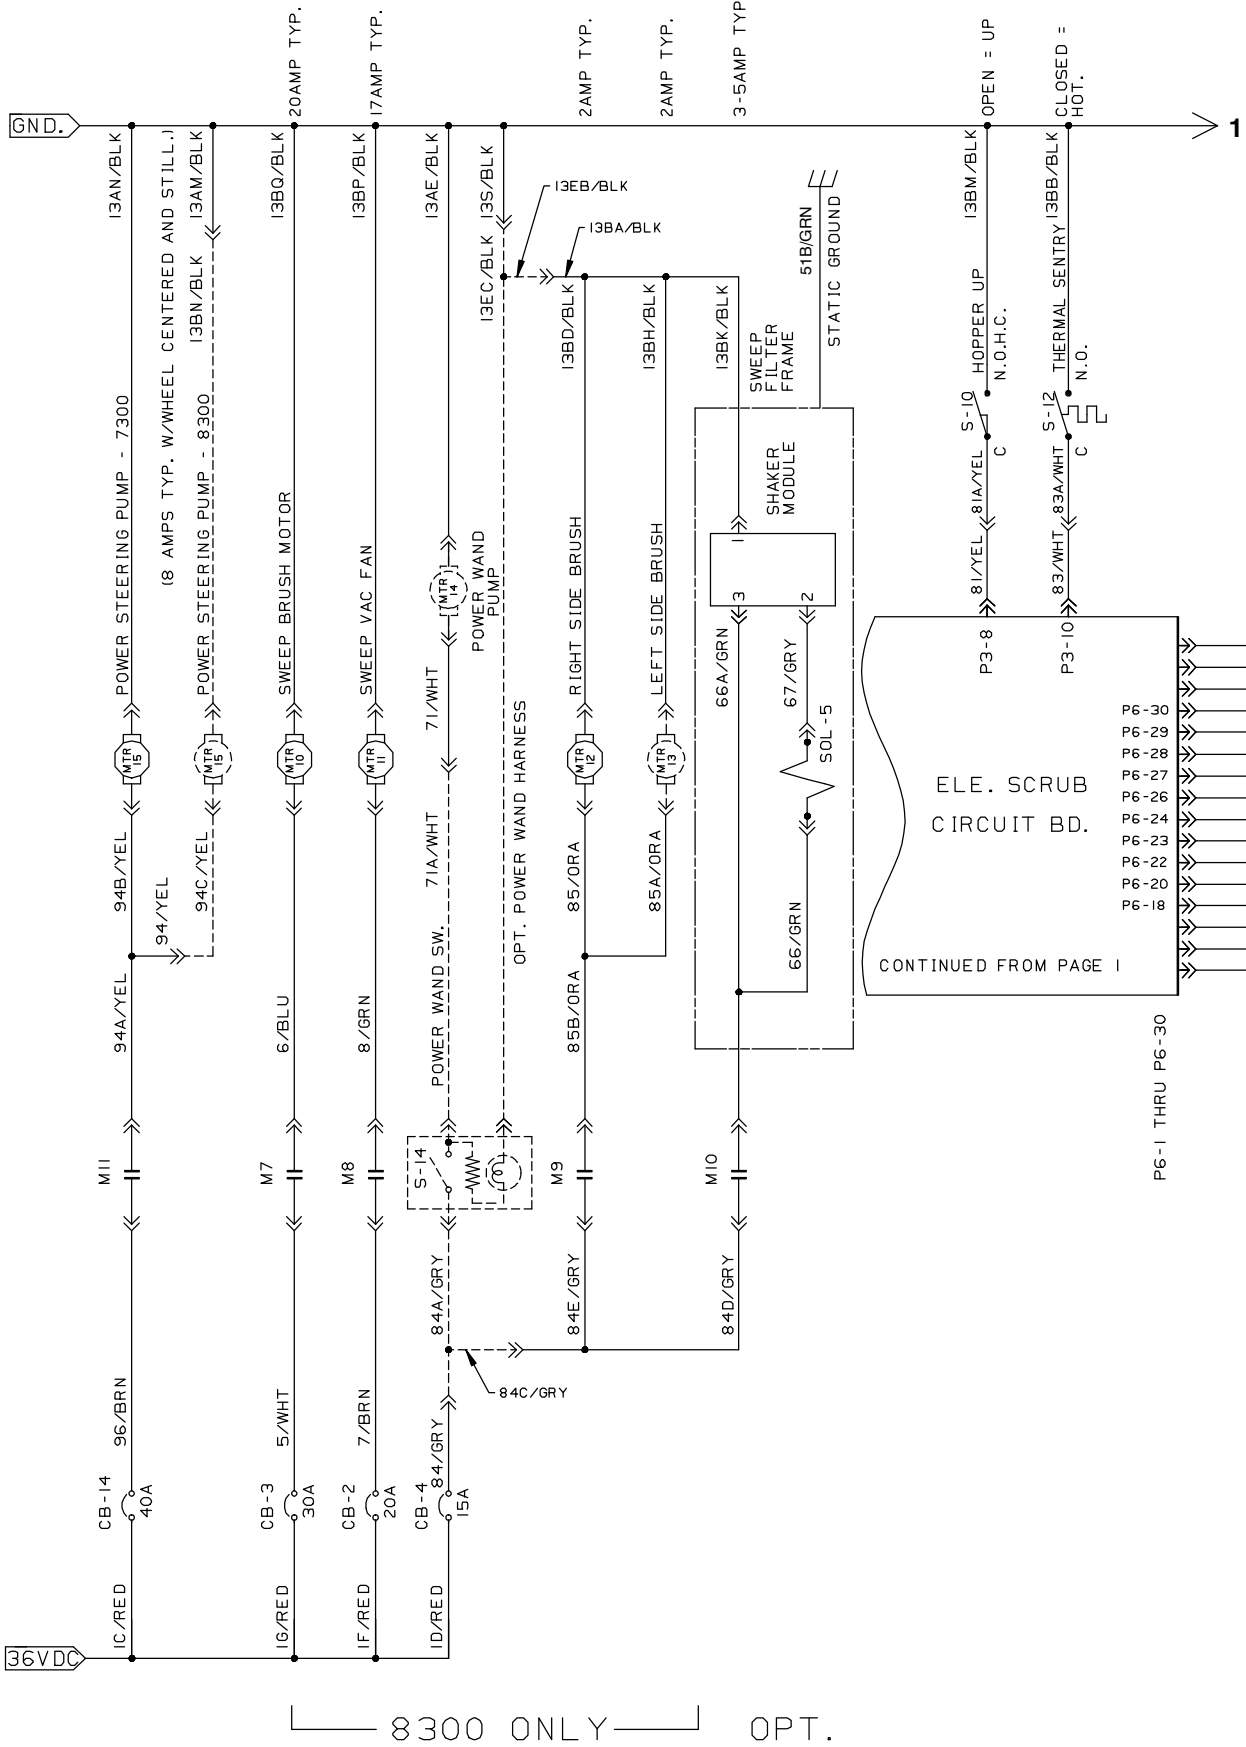 GND.
20AMP TYP.
17AMP TYP.
2AMP TYP.
2AMP TYP.
3-5AMP TYP
OPEN = UP
CLOSED =
HOT.
1
13AN/BLK
(8 AMPS TYP. W/WHEEL CENTERED AND STILL.)
13AM/BLK
13BQ/BLK
13BP/BLK
13AE/BLK
13S/BLK
13EB/BLK
13BA/BLK
13BN/BLK
13EC/BLK
13BD/BLK
13BH/BLK
13BK/BLK
51B/GRN
STATIC GROUND
13BM/BLK
13BB/BLK
HOPPER UP
N.O.H.C.
THERMAL SENTRY
N.O.
SWEEP
FILTER
FRAME
S-10
C
S-12
C
POWER STEERING PUMP - 7300
POWER STEERING PUMP - 8300
SWEEP BRUSH MOTOR
SWEEP VAC FAN
MTR
14
POWER WAND
PUMP
RIGHT SIDE BRUSH
LEFT SIDE BRUSH
SHAKER
MODULE
1
3
2
81A/YEL
83A/WHT
81/YEL
83/WHT
P3-8
P3-10
MTR
15
MTR
15
MTR
10
MTR
11
71/WHT
MTR
12
MTR
13
66A/GRN
67/GRY
SOL-5
66/GRN
P6-30
P6-29
P6-28
P6-27
P6-26
P6-24
P6-23
P6-22
P6-20
P6-18
ELE. SCRUB
CIRCUIT BD.
CONTINUED FROM PAGE 1
94B/YEL
94/YEL
94C/YEL
94A/YEL
6/BLU
8/GRN
71A/WHT
POWER WAND SW.
OPT. POWER WAND HARNESS
85/ORA
85A/ORA
85B/ORA
P6-1 THRU P6-30
M11
M7
M8
S-14
M9
M10
96/BRN
5/WHT
7/BRN
84A/GRY
84E/GRY
84D/GRY
84C/GRY
84/GRY
CB-14
40A
CB-3
30A
CB-2
20A
CB-4
15A
1C/RED
1G/RED
1F/RED
1D/RED
36VDC
8300 ONLY
OPT.